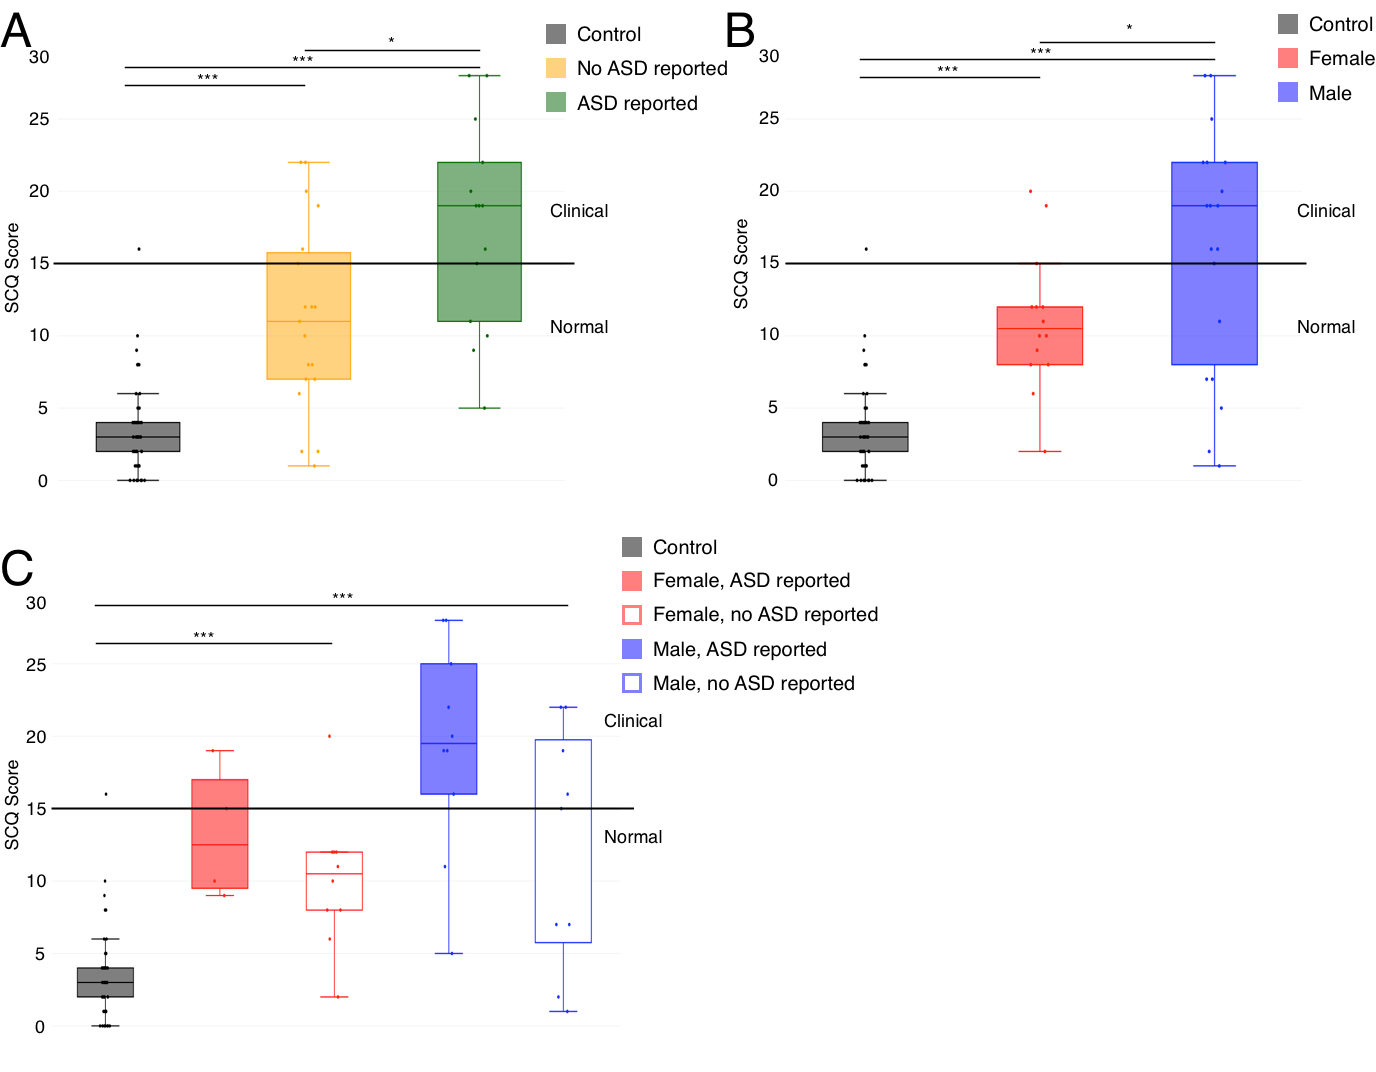 A
Control
No ASD reported
ASD reported
*
***
***
30
25
20
15
10
5
0
SCQ Score
Clinical
Normal
B
Control
Female
Male
*
***
***
30
25
20
15
10
5
0
SCQ Score
Clinical
Normal
C
Control
Female, ASD reported
Female, no ASD reported
Male, ASD reported
Male, no ASD reported
***
***
30
25
20
15
10
5
0
SCQ Score
Clinical
Normal